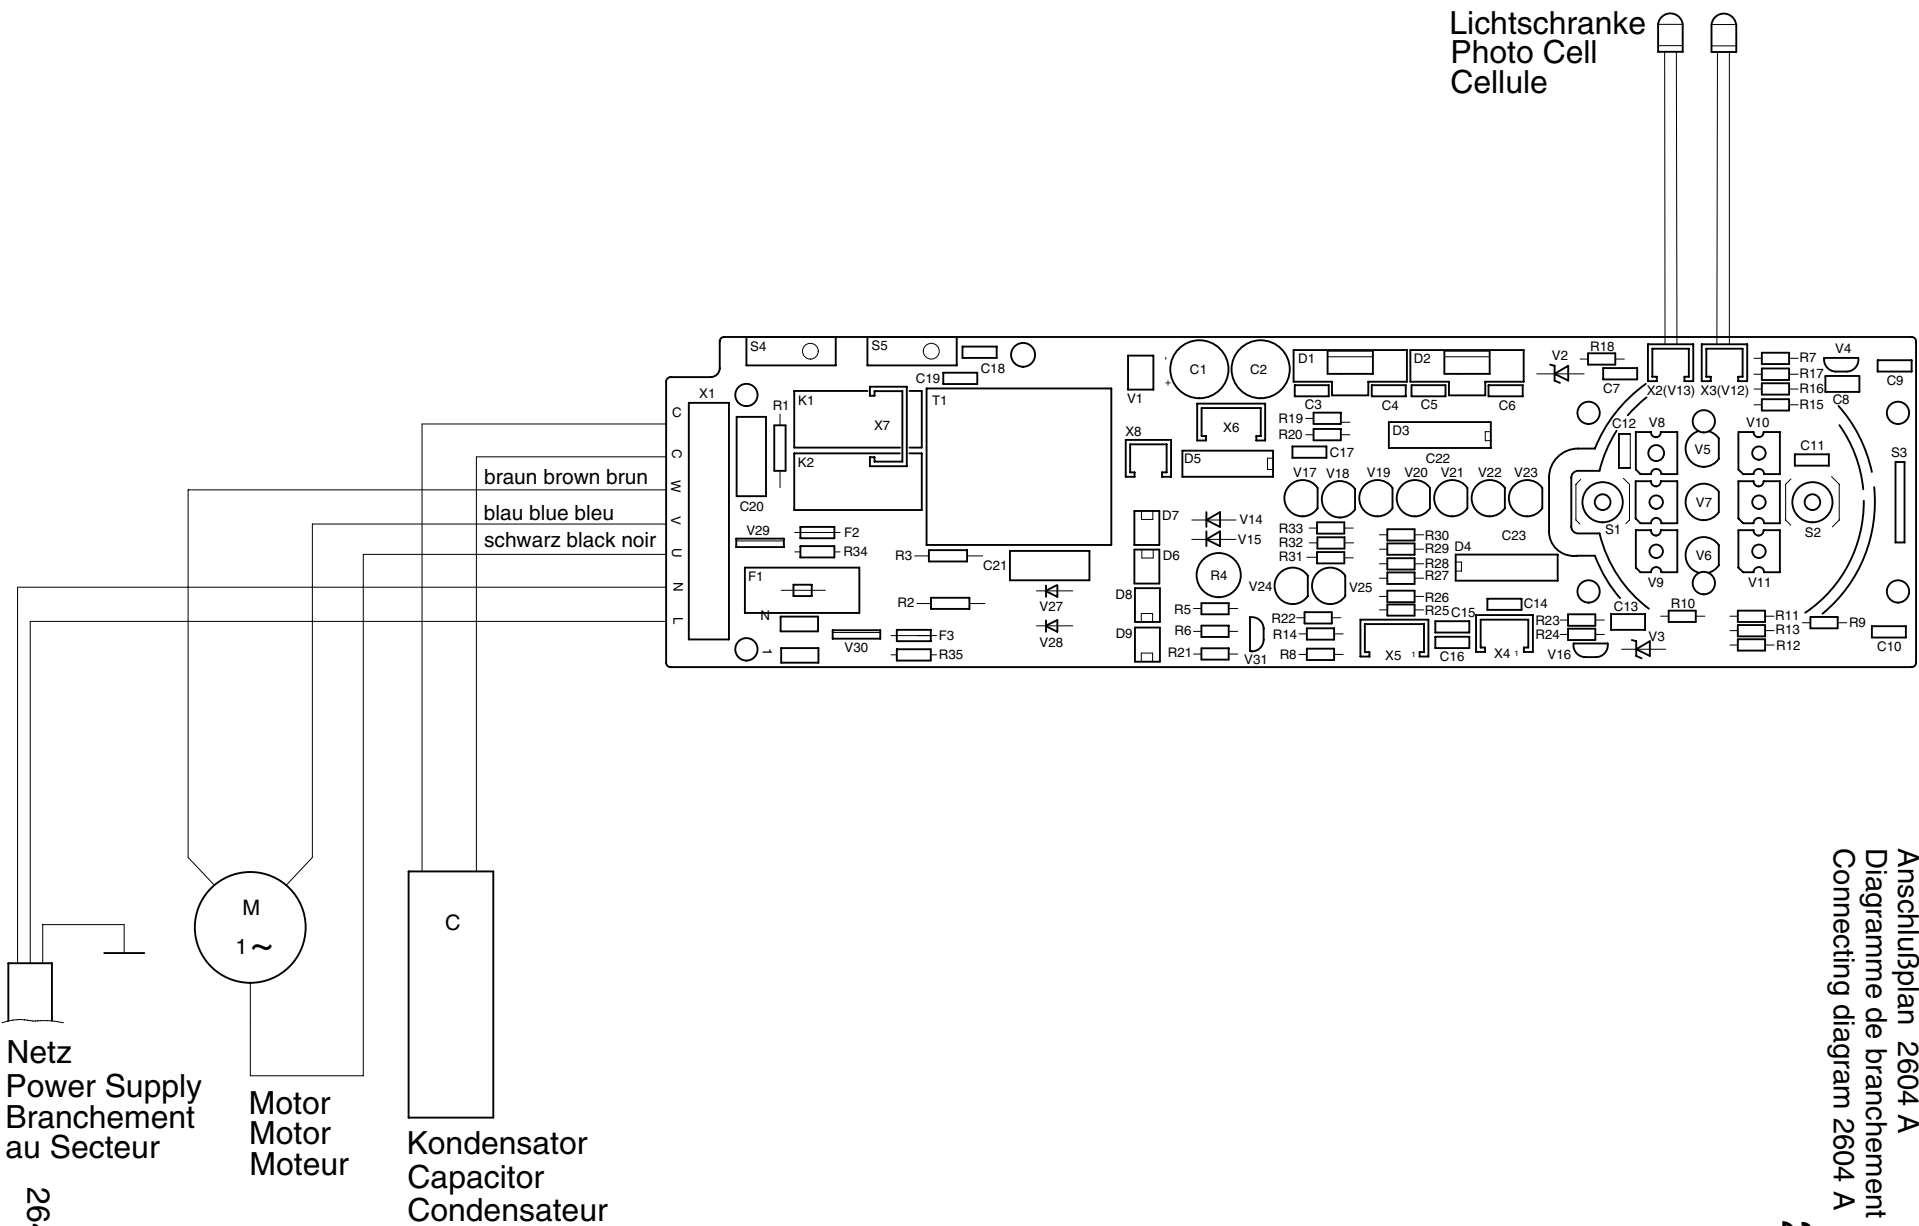 Lichtschranke
Photo Cell
Cellule
S4
S5
C18
C19
X1
R1
K1
X7
T1
K2
C20
V29
F2
R34
F1
N
1
V30
F3
R35
R3
C21
R2
V27
V28
C
C
W
V
U
N
L
braun brown brun
blau blue bleu
schwarz black noir
V1
+
C1
C2
X8
X6
D5
D7
D6
D8
D9
V14
V15
R4
R5
R6
R21
V31
D1
D2
C3
C4
C5
C6
R19
R20
C17
D3
C22
V17
V18
V19
V20
V21
V22
V23
R33
R32
R31
V24
V25
R22
R14
R8
R30
R29
R28
R27
R26
R25
D4
C23
C15
C14
C16
X5 1
X4 1
V2
R18
C7
X2(V13)
X3(V12)
R7
R17
R16
R15
V4
C8
C9
C12
V8
V5
V10
C11
S3
S1
V7
S2
V9
V6
V11
R23
R24
V16
C13
V3
R10
R11
R13
R12
R9
C10
M
1~
C
Netz
Power Supply
Branchement
au Secteur
Motor
Motor
Moteur
Kondensator
Capacitor
Condensateur
Anschlußplan 2604 A
Diagramme de branchement
Connecting diagram 2604 A